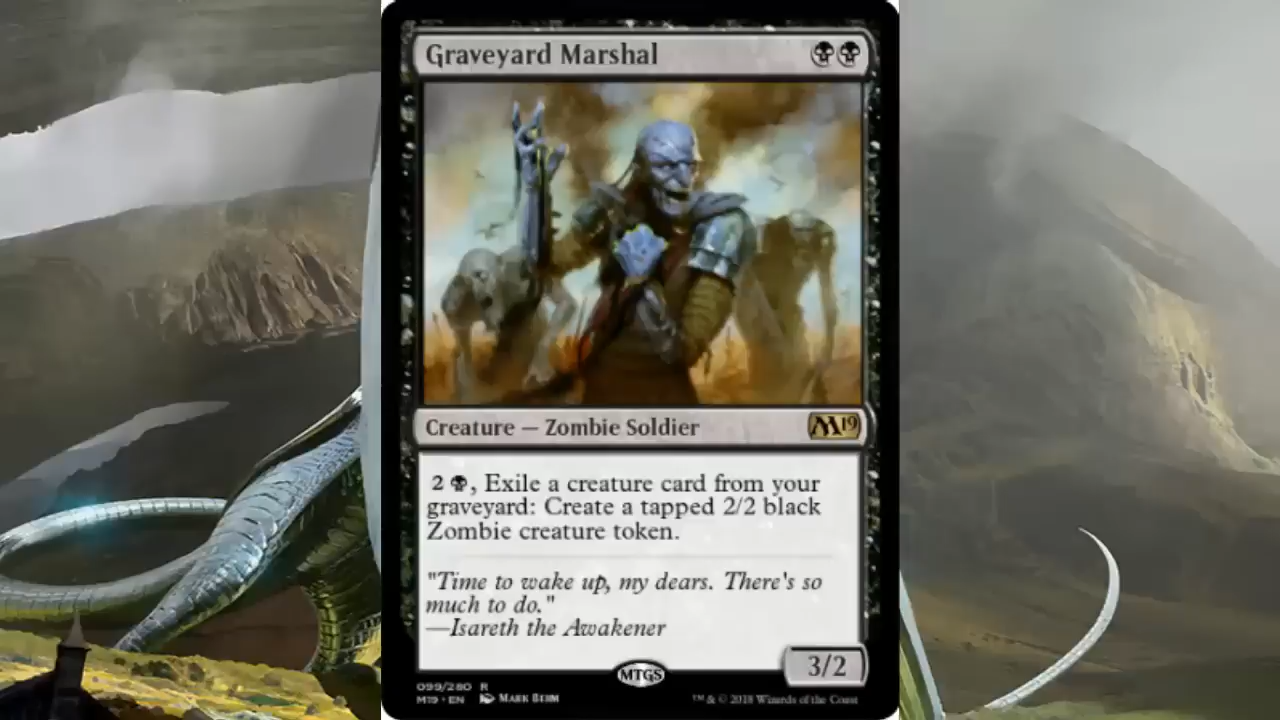 Graveyard Marshal
Creature — Zombie Soldier
M19
2 , Exile a creature card from your
graveyard: Create a tapped 2/2 black
Zombie creature token.
"Time to wake up, my dears. There's so
much to do."
—Isareth the Awakener
3/2
MTGS
099/280 R
M19 • EN Mark Behm
™ & © 2018 Wizards of the Coast